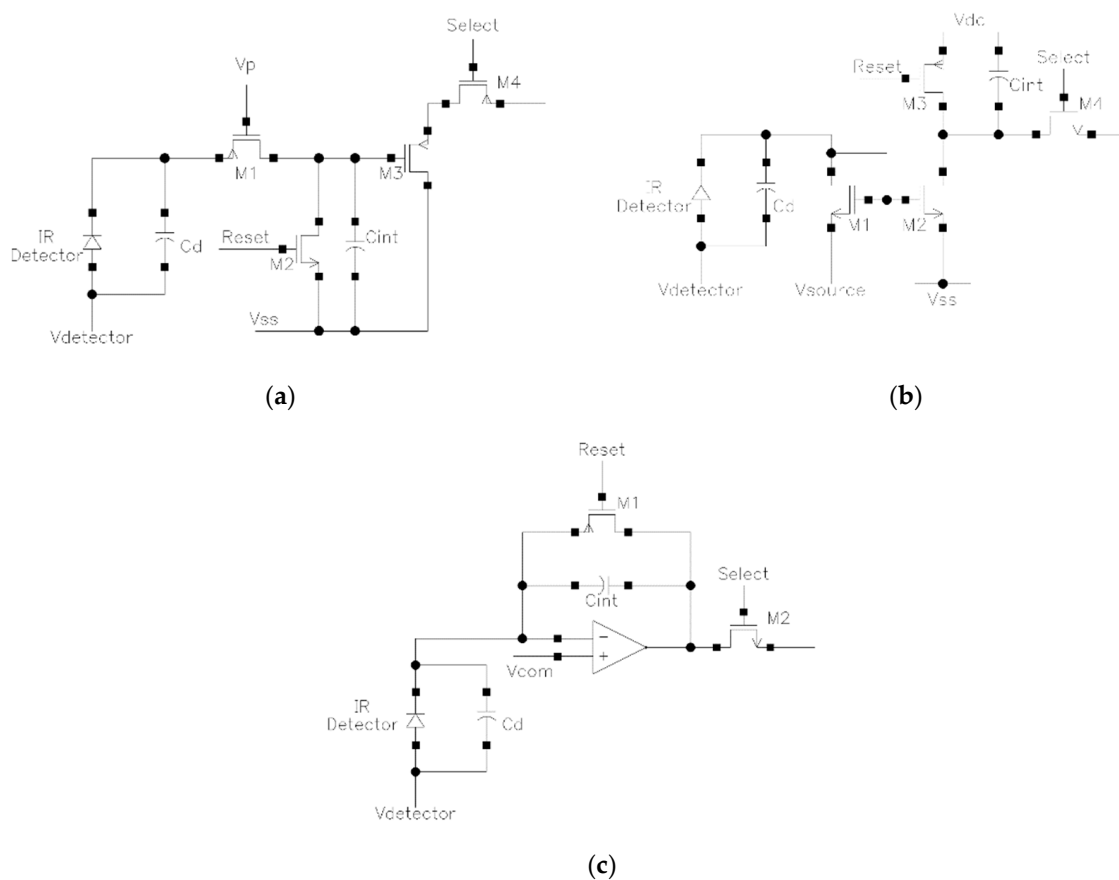 Select
Vp
M4
M1
M3
IR
Detector
Cd
Reset
M2
Cint
Vss
Vdetector
(a)
Vdc
Select
Reset
Cint
M3
M4
IR
Detector
Cd
M1
M2
Vdetector
Vsource
Vss
(b)
Reset
M1
Cint
Select
M2
−
+
Vcom
IR
Detector
Cd
Vdetector
(c)